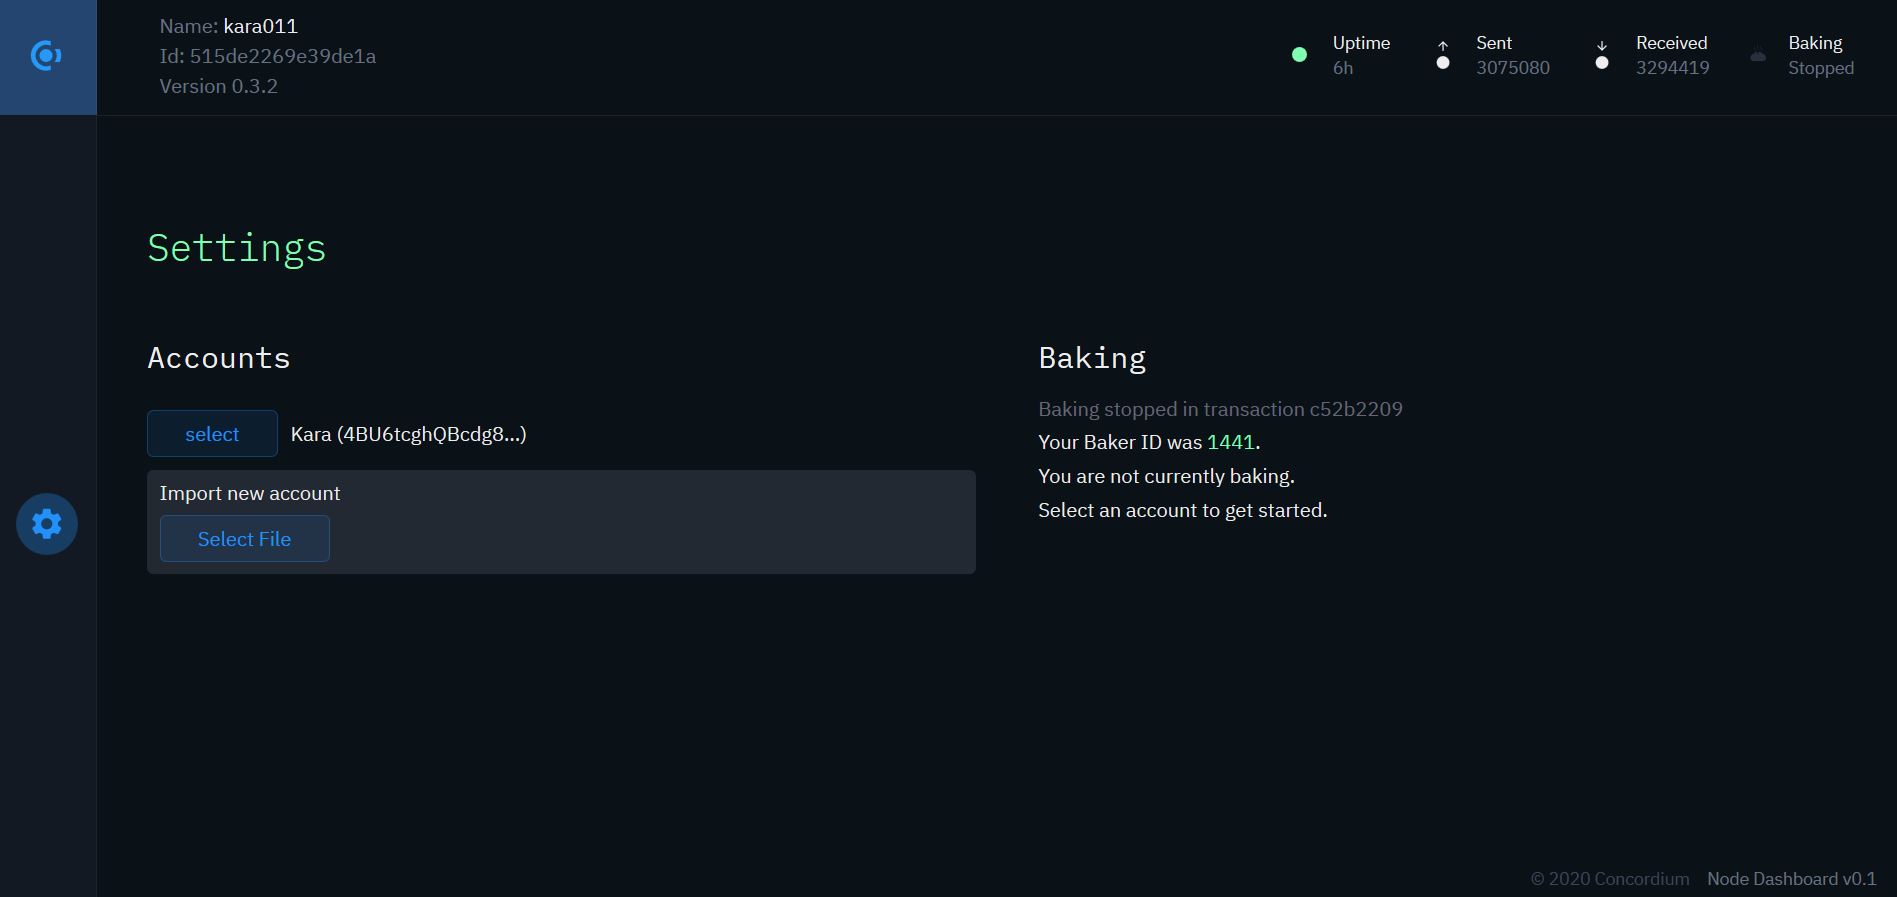 Name: kara011
Id: 515de2269e39de1a
Version 0.3.2
Uptime
6h
Sent
3075080
Received
3294419
Baking
Stopped
Settings
Accounts
select
Kara (4BU6tcghQBcdg8...)
Import new account
Select File
Baking
Baking stopped in transaction c52b2209
Your Baker ID was 1441.
You are not currently baking.
Select an account to get started.
© 2020 Concordium Node Dashboard v0.1